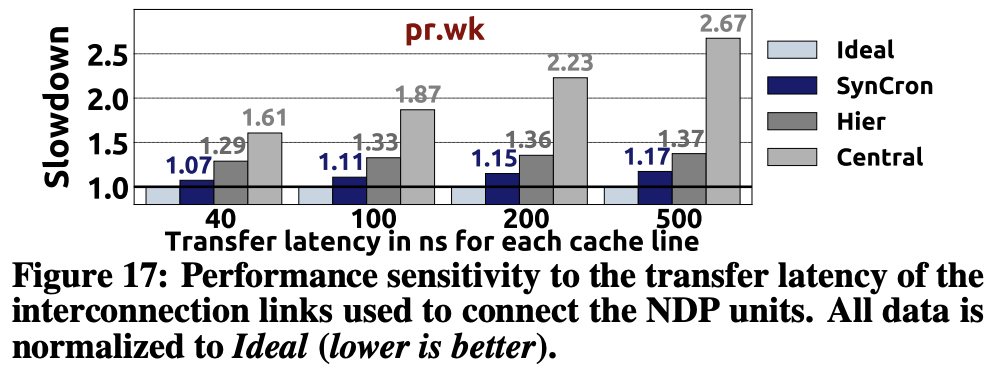 pr.wk
Slowdown
2.5
2.0
1.5
1.0
1.07
1.29
1.61
1.11
1.33
1.87
1.15
1.36
2.23
1.17
1.37
2.67
40 100 200 500
Transfer latency in ns for each cache line
Ideal
SynCron
Hier
Central
Figure 17: Performance sensitivity to the transfer latency of the
interconnection links used to connect the NDP units. All data is
normalized to Ideal (lower is better).